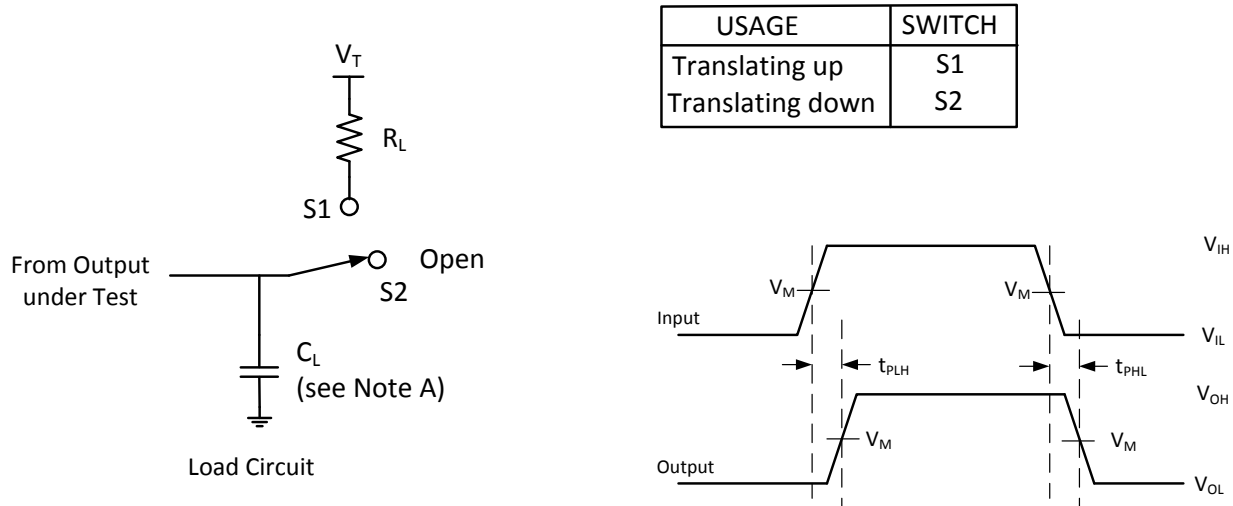 USAGE SWITCH
Translating up S1
Translating down S2
V_T
R_L
S1
From Output
under Test
Open
S2
C_L
(see Note A)
Load Circuit
V_IH
V_M V_M
Input
V_IL
t_PLH t_PHL
V_OH
V_M V_M
Output
V_OL